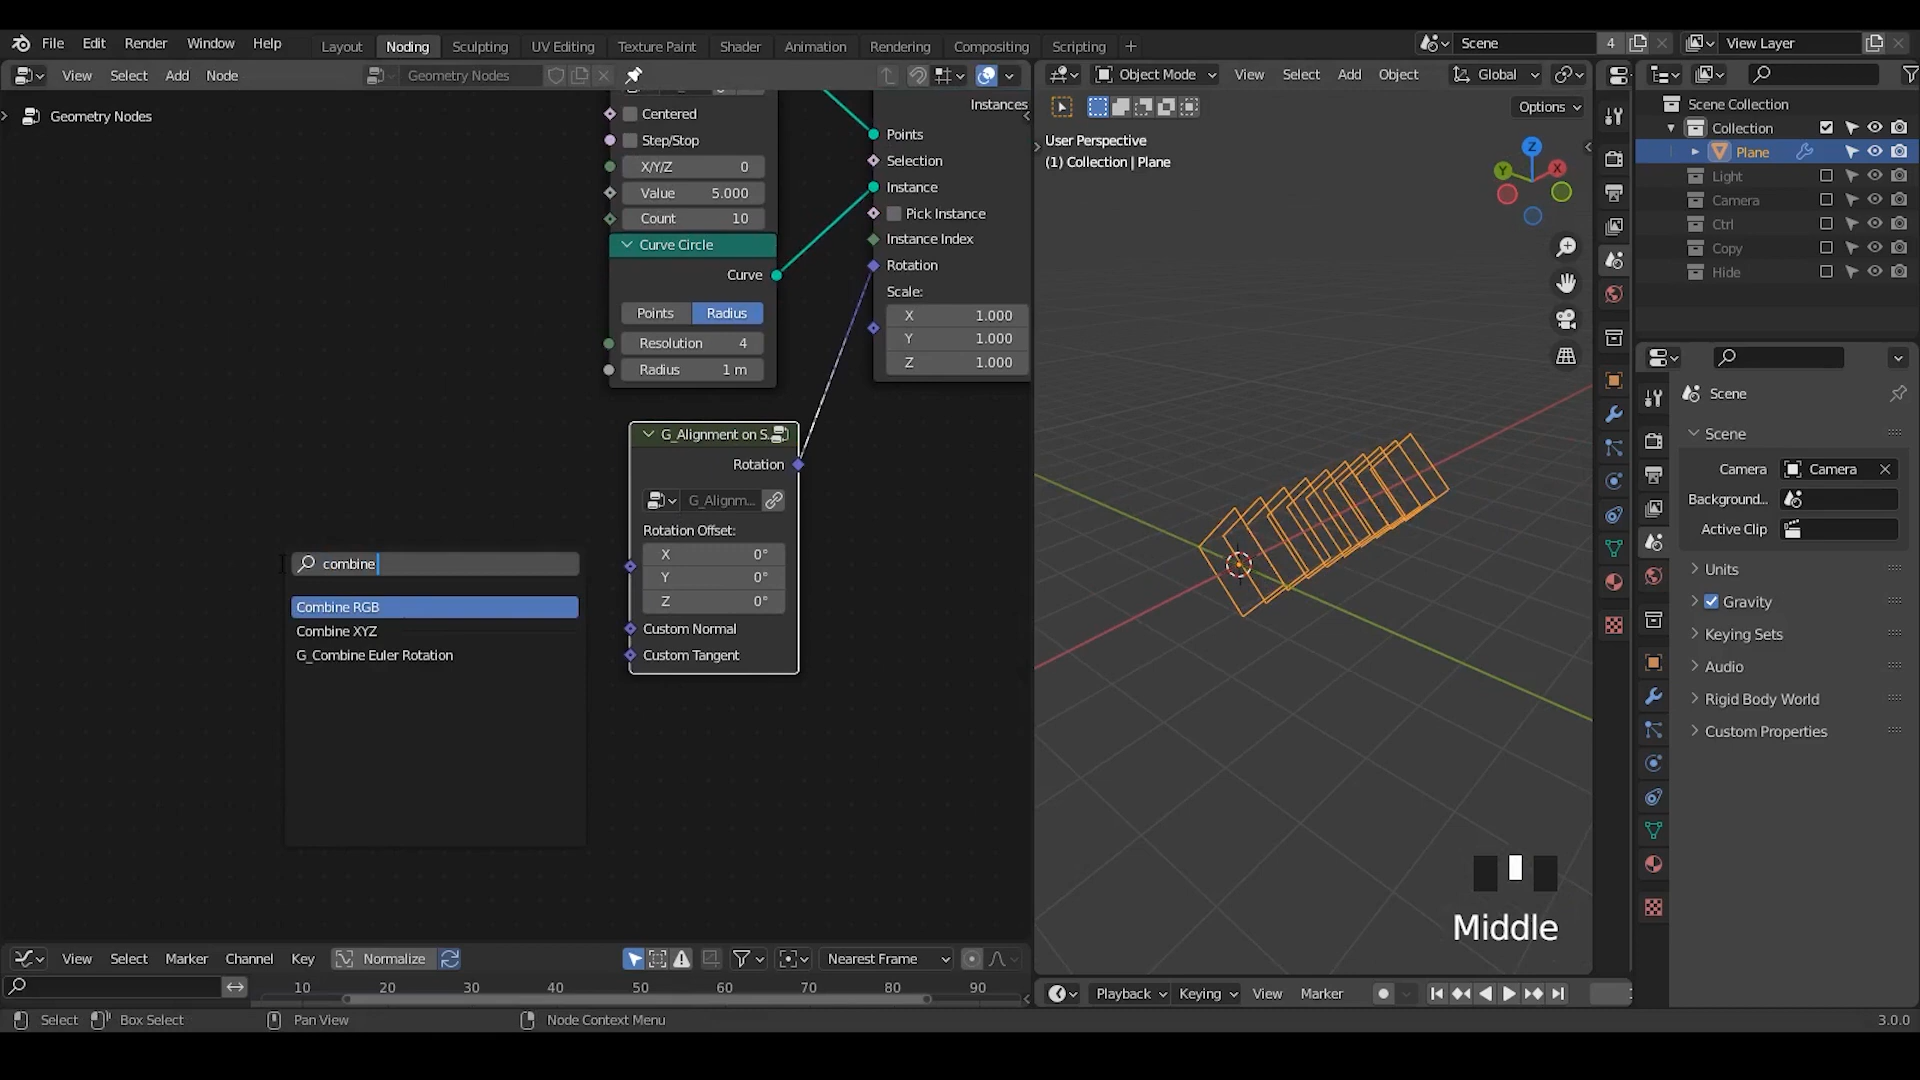 File Edit Render Window Help
Layout Noding Sculpting UV Editing Texture Paint Shader Animation Rendering Compositing Scripting +
Scene 4
View Layer
View Select Add Node
Geometry Nodes
Object Mode View Select Add Object Global
Options
Geometry Nodes
Centered
Step/Stop
X/Y/Z 0
Value 5.000
Count 10
Curve Circle
Curve
Points Radius
Resolution 4
Radius 1 m
Instances
Points
Selection
Instance
Pick Instance
Instance Index
Rotation
Scale:
X 1.000
Y 1.000
Z 1.000
G_Alignment on S..
Rotation
G_Alignm...
Rotation Offset:
X 0°
Y 0°
Z 0°
Custom Normal
Custom Tangent
combine
Combine RGB
Combine XYZ
G_Combine Euler Rotation
User Perspective
(1) Collection | Plane
Z
Y
X
Middle
Scene Collection
Collection
Plane
Light
Camera
Ctrl
Copy
Hide
Scene
Scene
Camera Camera
Background...
Active Clip
Units
Gravity
Keying Sets
Audio
Rigid Body World
Custom Properties
View Select Marker Channel Key Normalize Nearest Frame
10 20 30 40 50 60 70 80 90
Playback Keying View Marker
Select Box Select Pan View Node Context Menu 3.0.0